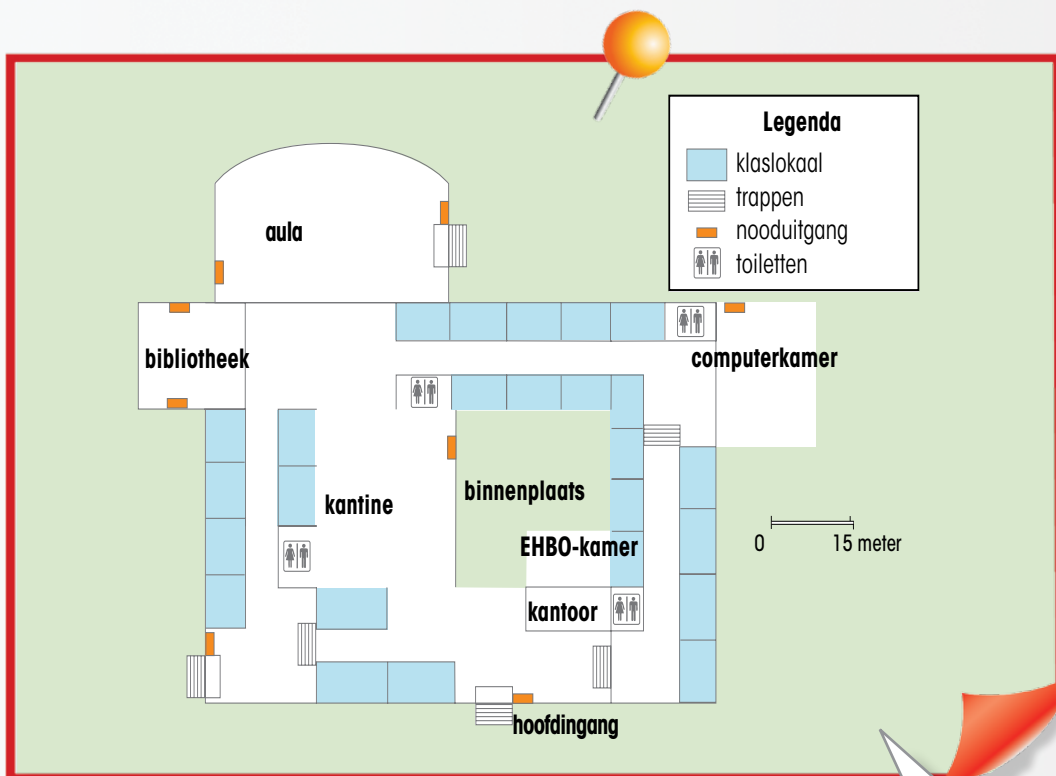 Legenda
klaslokaal
trappen
nooduitgang
toiletten
aula
bibliotheek
computerkamer
kantine
binnenplaats
EHBO-kamer
0 15 meter
kantoor
hoofdingang